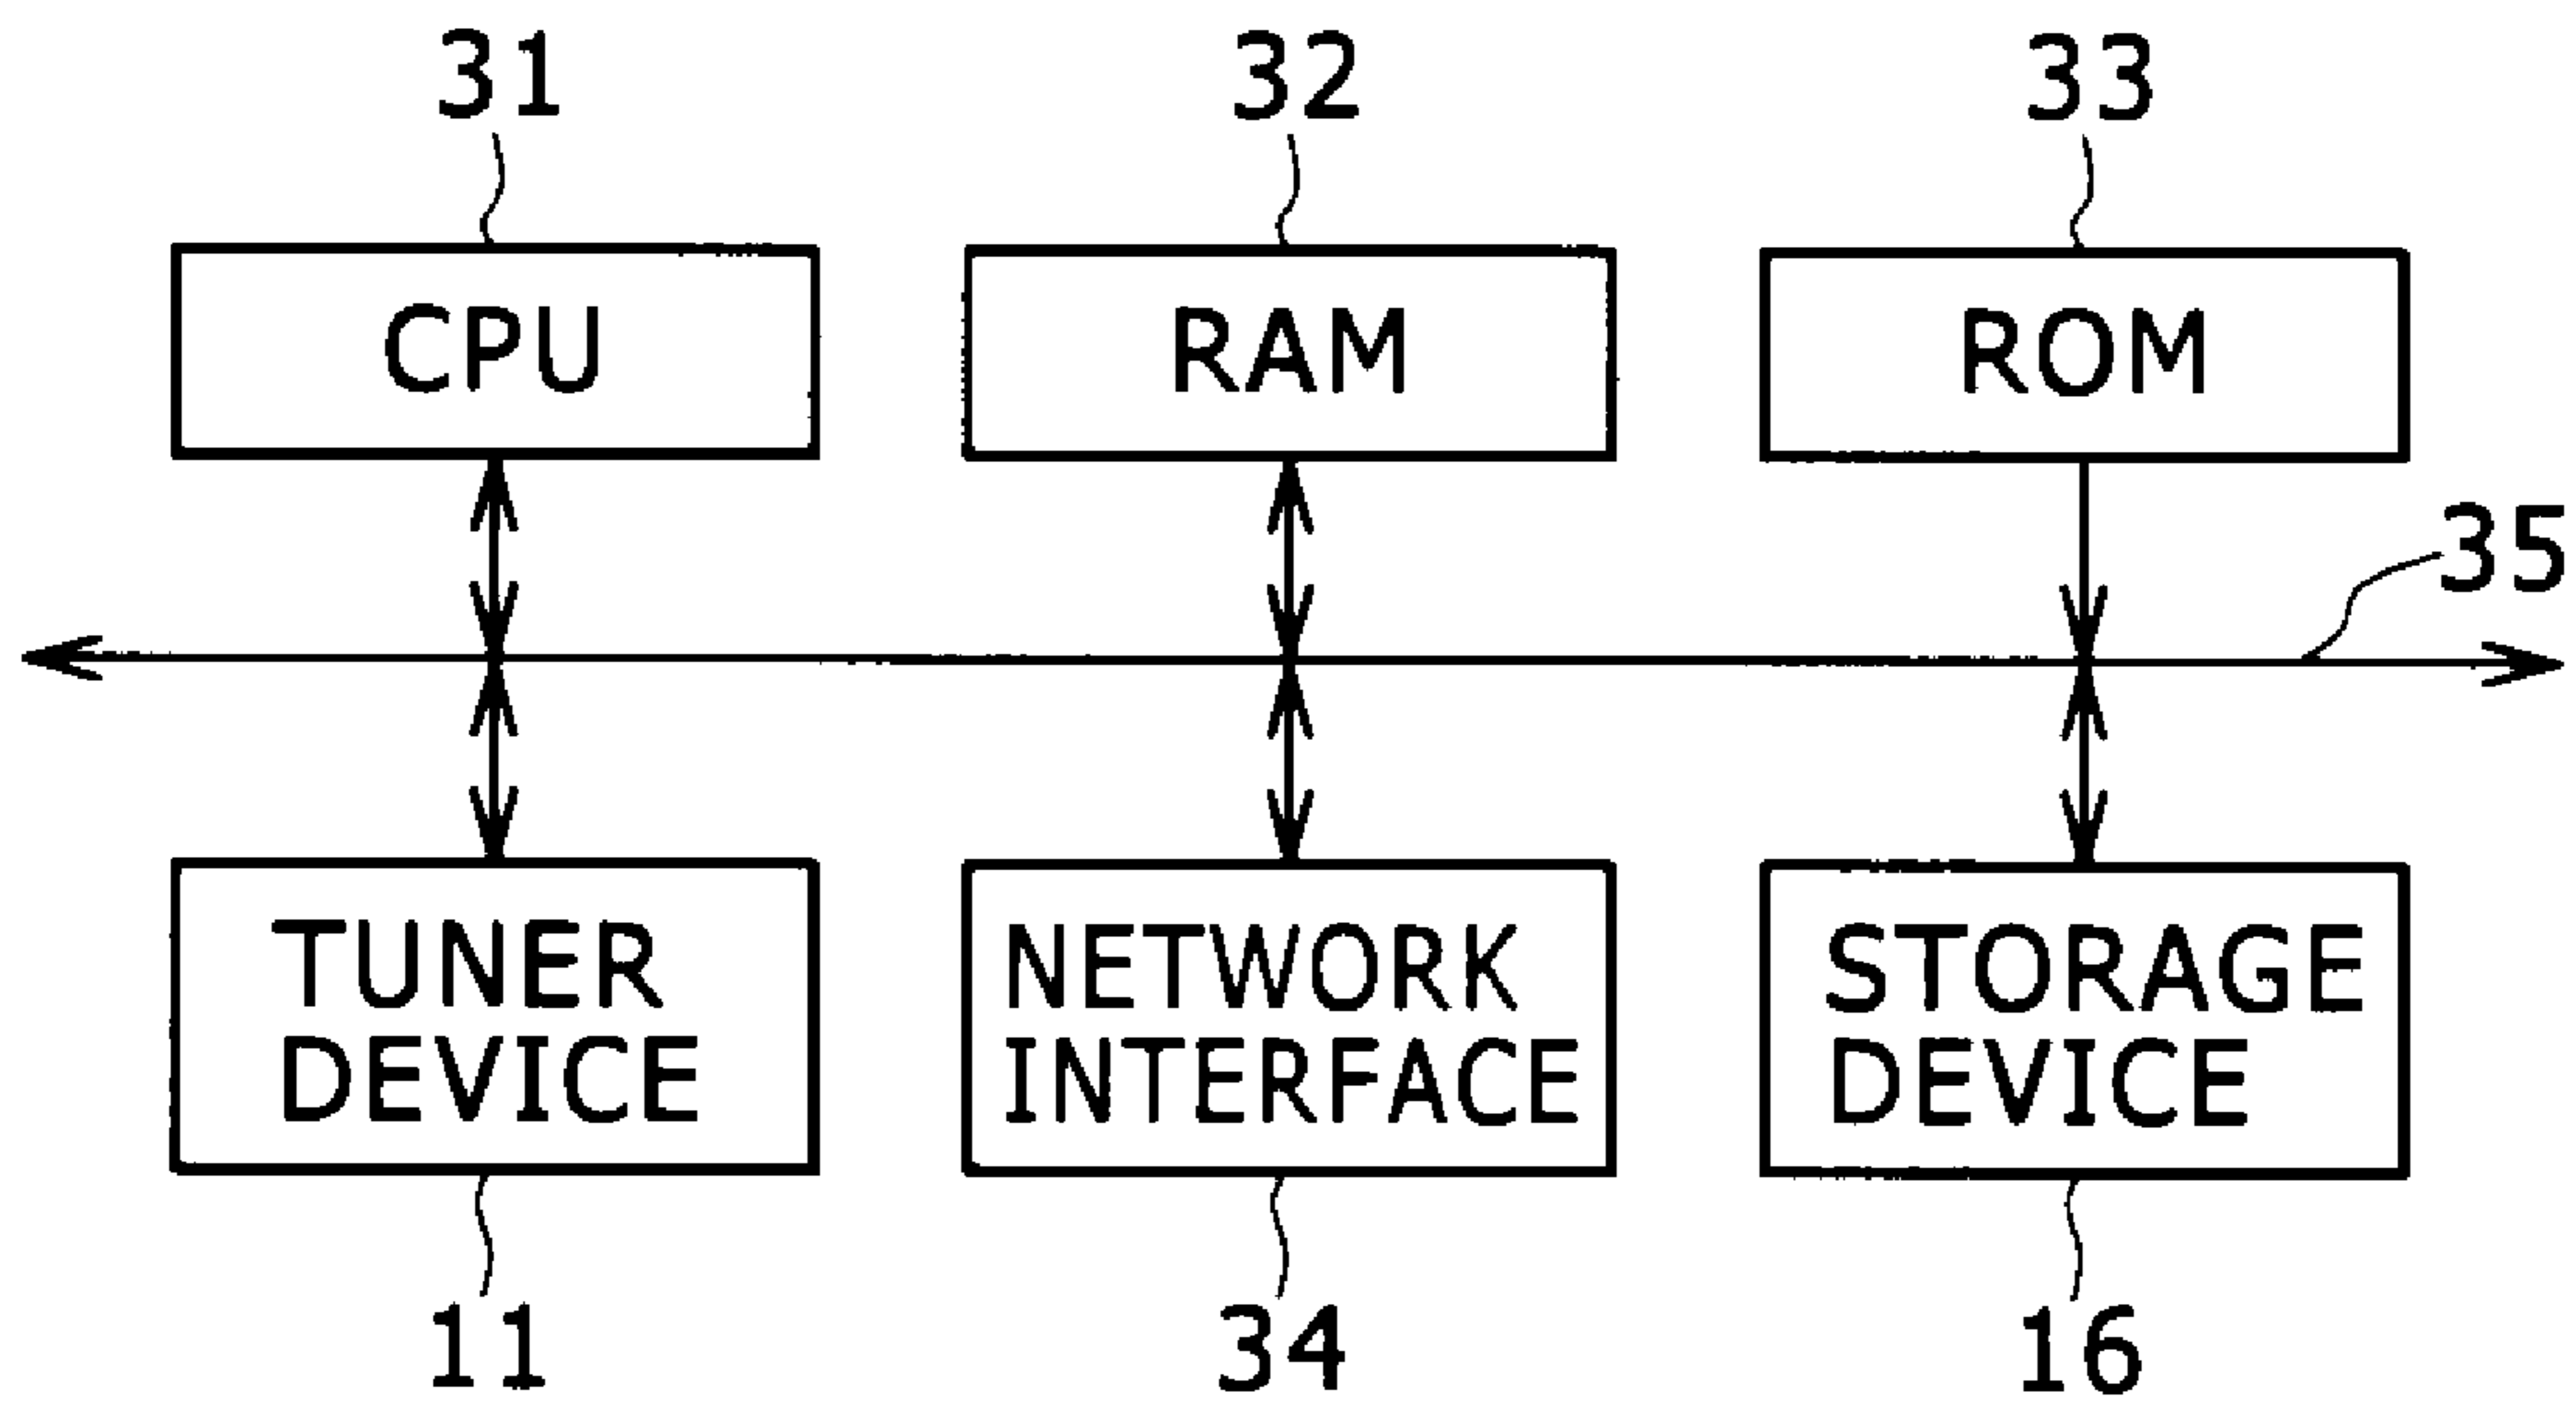 31
32
33
CPU
RAM
ROM
35
TUNER
DEVICE
NETWORK
INTERFACE
STORAGE
DEVICE
11
34
16